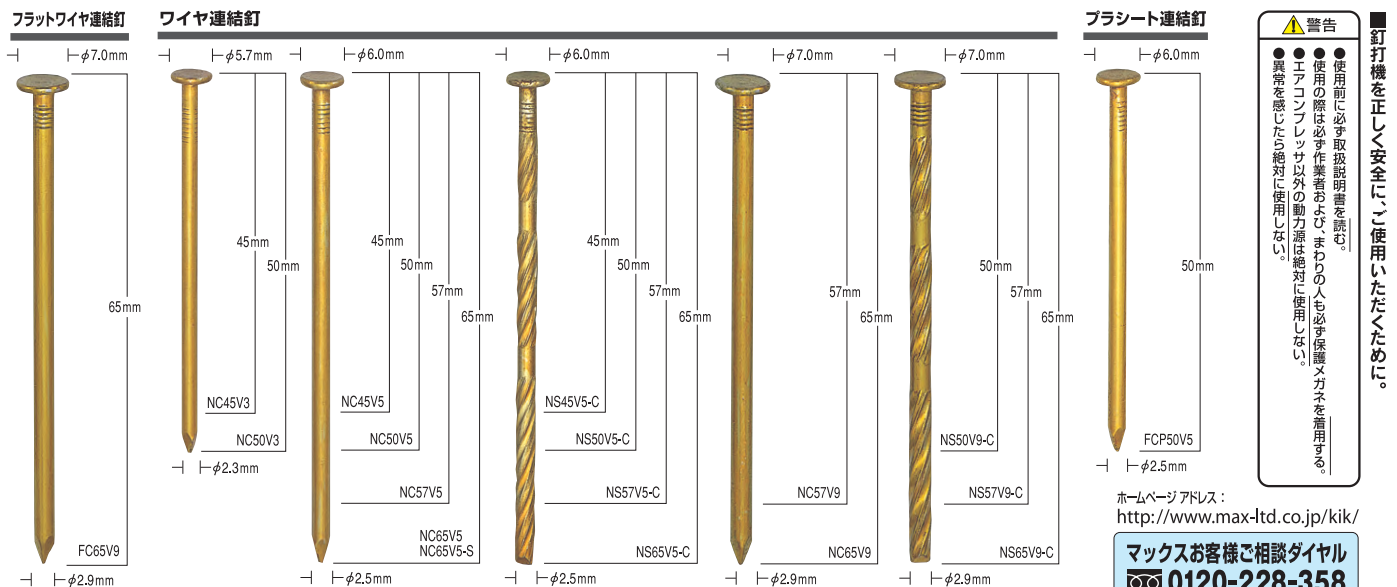 フラットワイヤ連結釘
φ7.0mm
65mm
FC65V9
φ2.9mm
ワイヤ連結釘
φ5.7mm
45mm
50mm
NC45V3
NC50V3
φ2.3mm
φ6.0mm
45mm
50mm
57mm
65mm
NC45V5
NC50V5
NC57V5
NC65V5
NC65V5-S
φ2.5mm
φ6.0mm
45mm
50mm
57mm
65mm
NS45V5-C
NS50V5-C
NS57V5-C
NS65V5-C
φ2.5mm
φ7.0mm
57mm
65mm
NC57V9
NC65V9
φ2.9mm
φ7.0mm
50mm
57mm
65mm
NS50V9-C
NS57V9-C
NS65V9-C
φ2.9mm
プラシート連結釘
φ6.0mm
50mm
FCP50V5
φ2.5mm
■釘打機を正しく安全に、ご使用いただくために。
警告
●使用前に必ず取扱説明書を読む。
●使用の際は必ず作業者および、まわりの人も必ず保護メガネを着用する。
●エアコンプレッサ以外の動力源は絶対に使用しない。
●異常を感じたら絶対に使用しない。
ホームページ アドレス：
http://www.max-ltd.co.jp/kik/
マックスお客様ご相談ダイヤル
0120-228-358